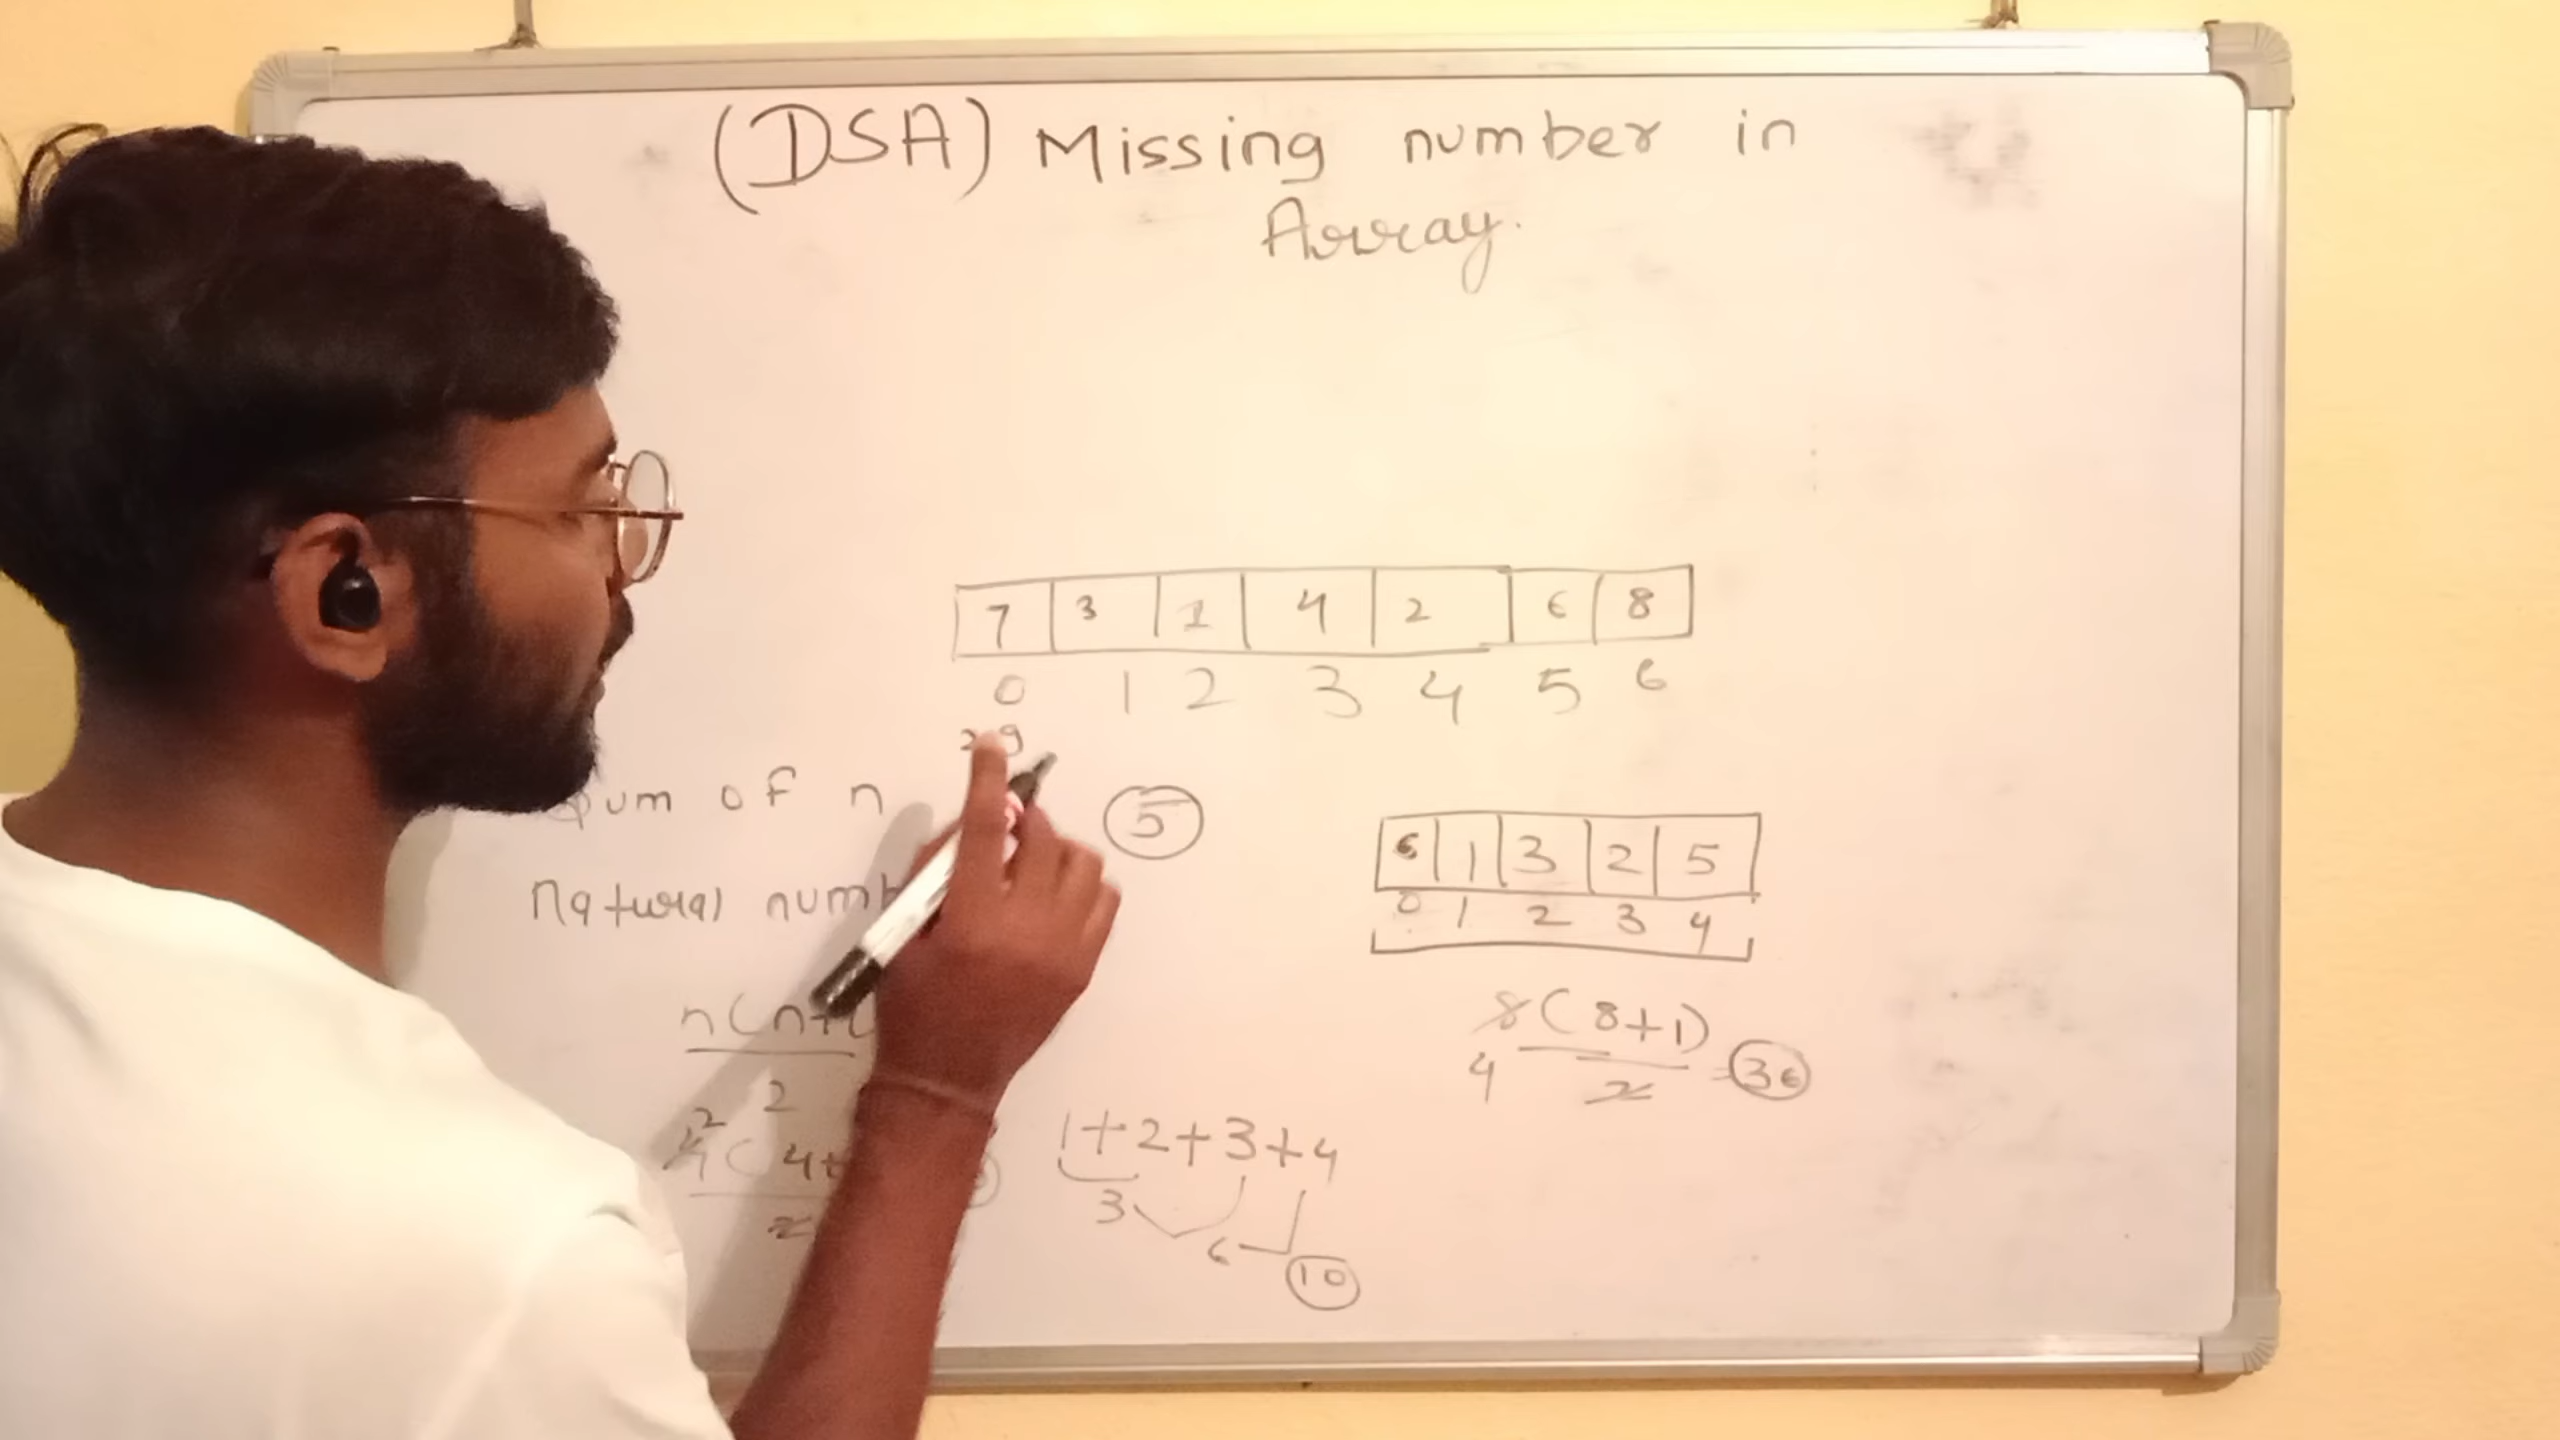 (DSA) Missing number in
Array.
7 3 1 4 2 6 8
0 1 2 3 4 5 6
29
Sum of n
5
6 1 3 2 5
Natural
0 1 2 3 4
8(8+1)
4 2 = 36
2
1+2+3+4
3
6
10